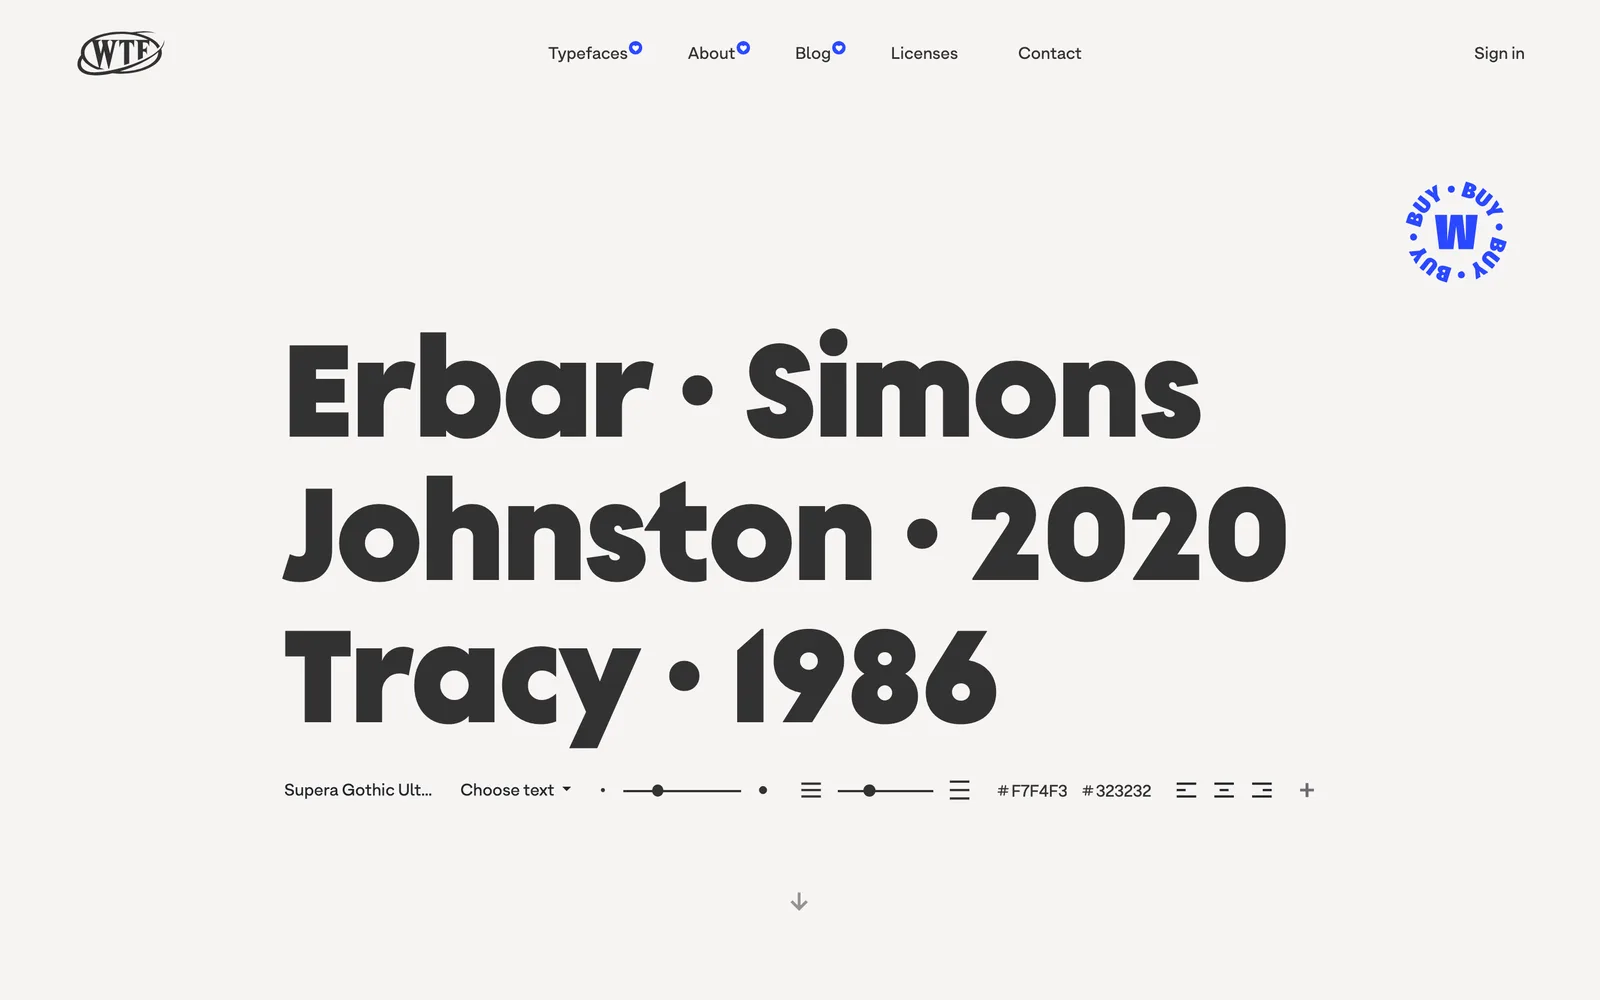 WTF
Typefaces
About
Blog
Licenses
Contact
Sign in
BUY • BUY • BUY • BUY •
W
Erbar • Simons
Johnston • 2020
Tracy • 1986
Supera Gothic Ult...
Choose text
#F7F4F3
#323232